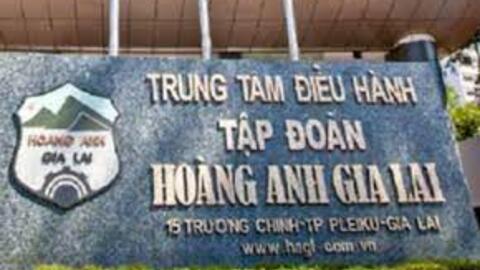 HOÀNG ANH
GIA LAI
TRUNG TÂM ĐIỀU HÀNH
TẬP ĐOÀN
HOÀNG ANH GIA LAI
15 TRƯỜNG CHINH-TP PLEIKU-GIA LAI
www.hagl.com.vn